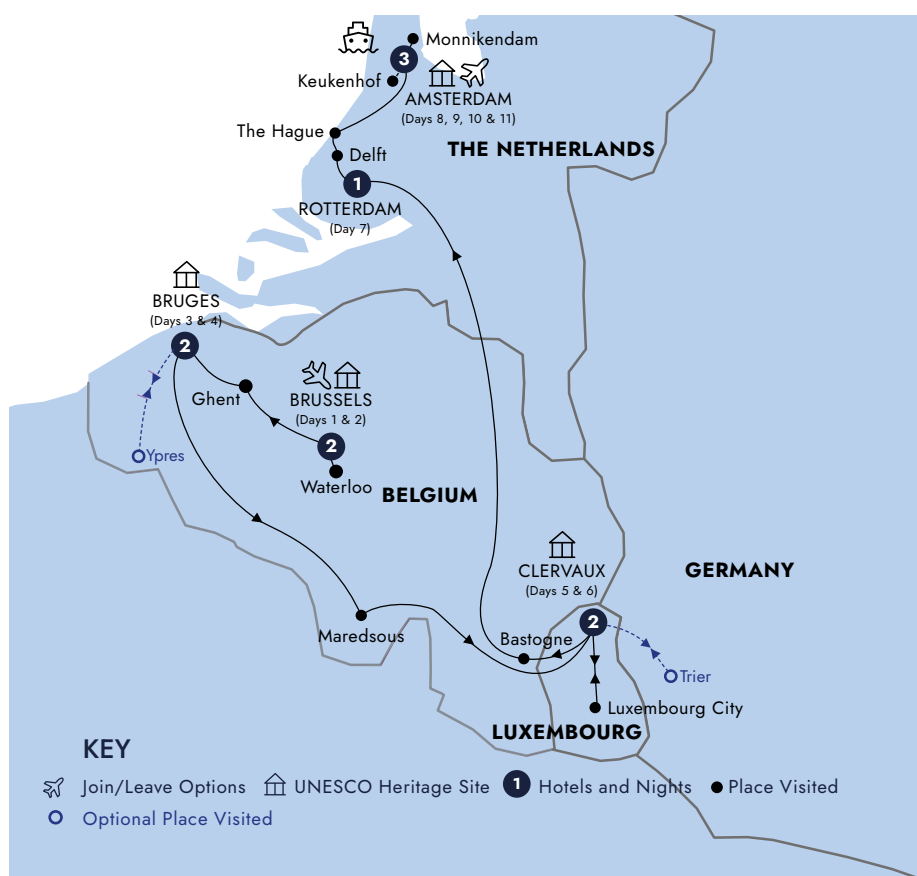 Monnikendam
3
Keukenhof
AMSTERDAM
(Days 8, 9, 10 & 11)
The Hague
THE NETHERLANDS
Delft
1
ROTTERDAM
(Day 7)
BRUGES
(Days 3 & 4)
2
Ghent
BRUSSELS
(Days 1 & 2)
2
Ypres
Waterloo
BELGIUM
CLERVAUX
(Days 5 & 6)
GERMANY
2
Maredsous
Bastogne
Trier
Luxembourg City
LUXEMBOURG
KEY
Join/Leave Options
UNESCO Heritage Site
1 Hotels and Nights
Place Visited
Optional Place Visited